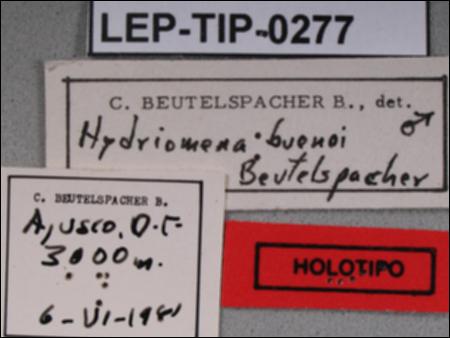 LEP-TIP-0277
C. BEUTELSPACHER B., det.
Hydriomena buenoi ♂
Beutelspacher
C. BEUTELSPACHER B.
Ajusco, D.F.
3000 m.
6-VI-1981
HOLOTIPO